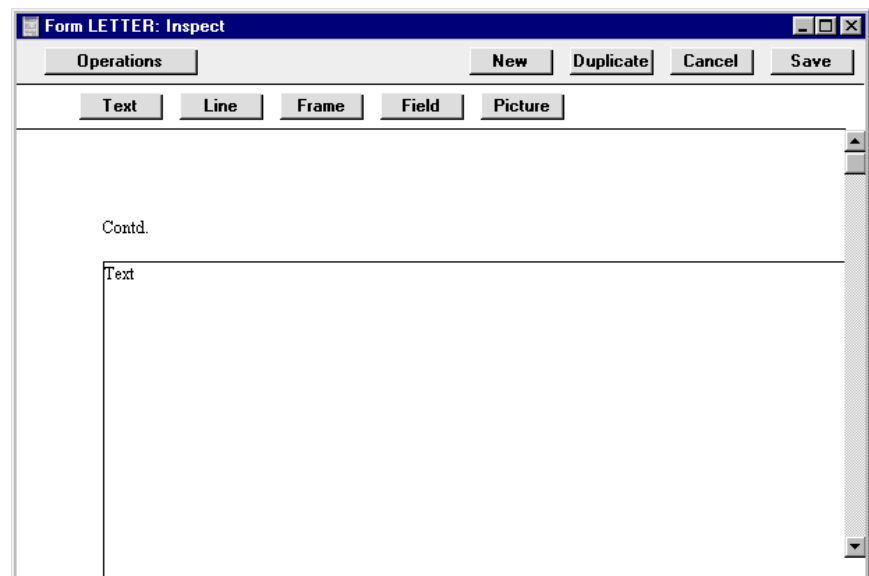 Form LETTER: Inspect
Operations New Duplicate Cancel Save
Text Line Frame Field Picture
Contd.
Text